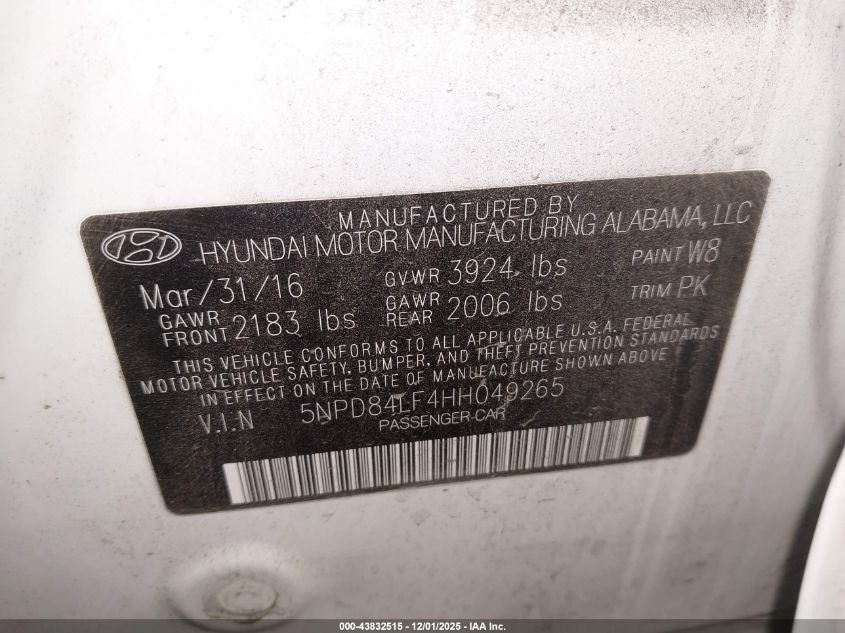 MANUFACTURED BY
HYUNDAI MOTOR MANUFACTURING ALABAMA, LLC
Mar/31/16 GVWR 3924 lbs PAINT W8
GAWR FRONT 2183 lbs GAWR REAR 2006 lbs TRIM PK
THIS VEHICLE CONFORMS TO ALL APPLICABLE U.S.A. FEDERAL
MOTOR VEHICLE SAFETY, BUMPER, AND THEFT PREVENTION STANDARDS
IN EFFECT ON THE DATE OF MANUFACTURE SHOWN ABOVE
V.I.N 5NPD84LF4HH049265
PASSENGER-CAR
000-43832515 - 12/01/2025 - IAA Inc.